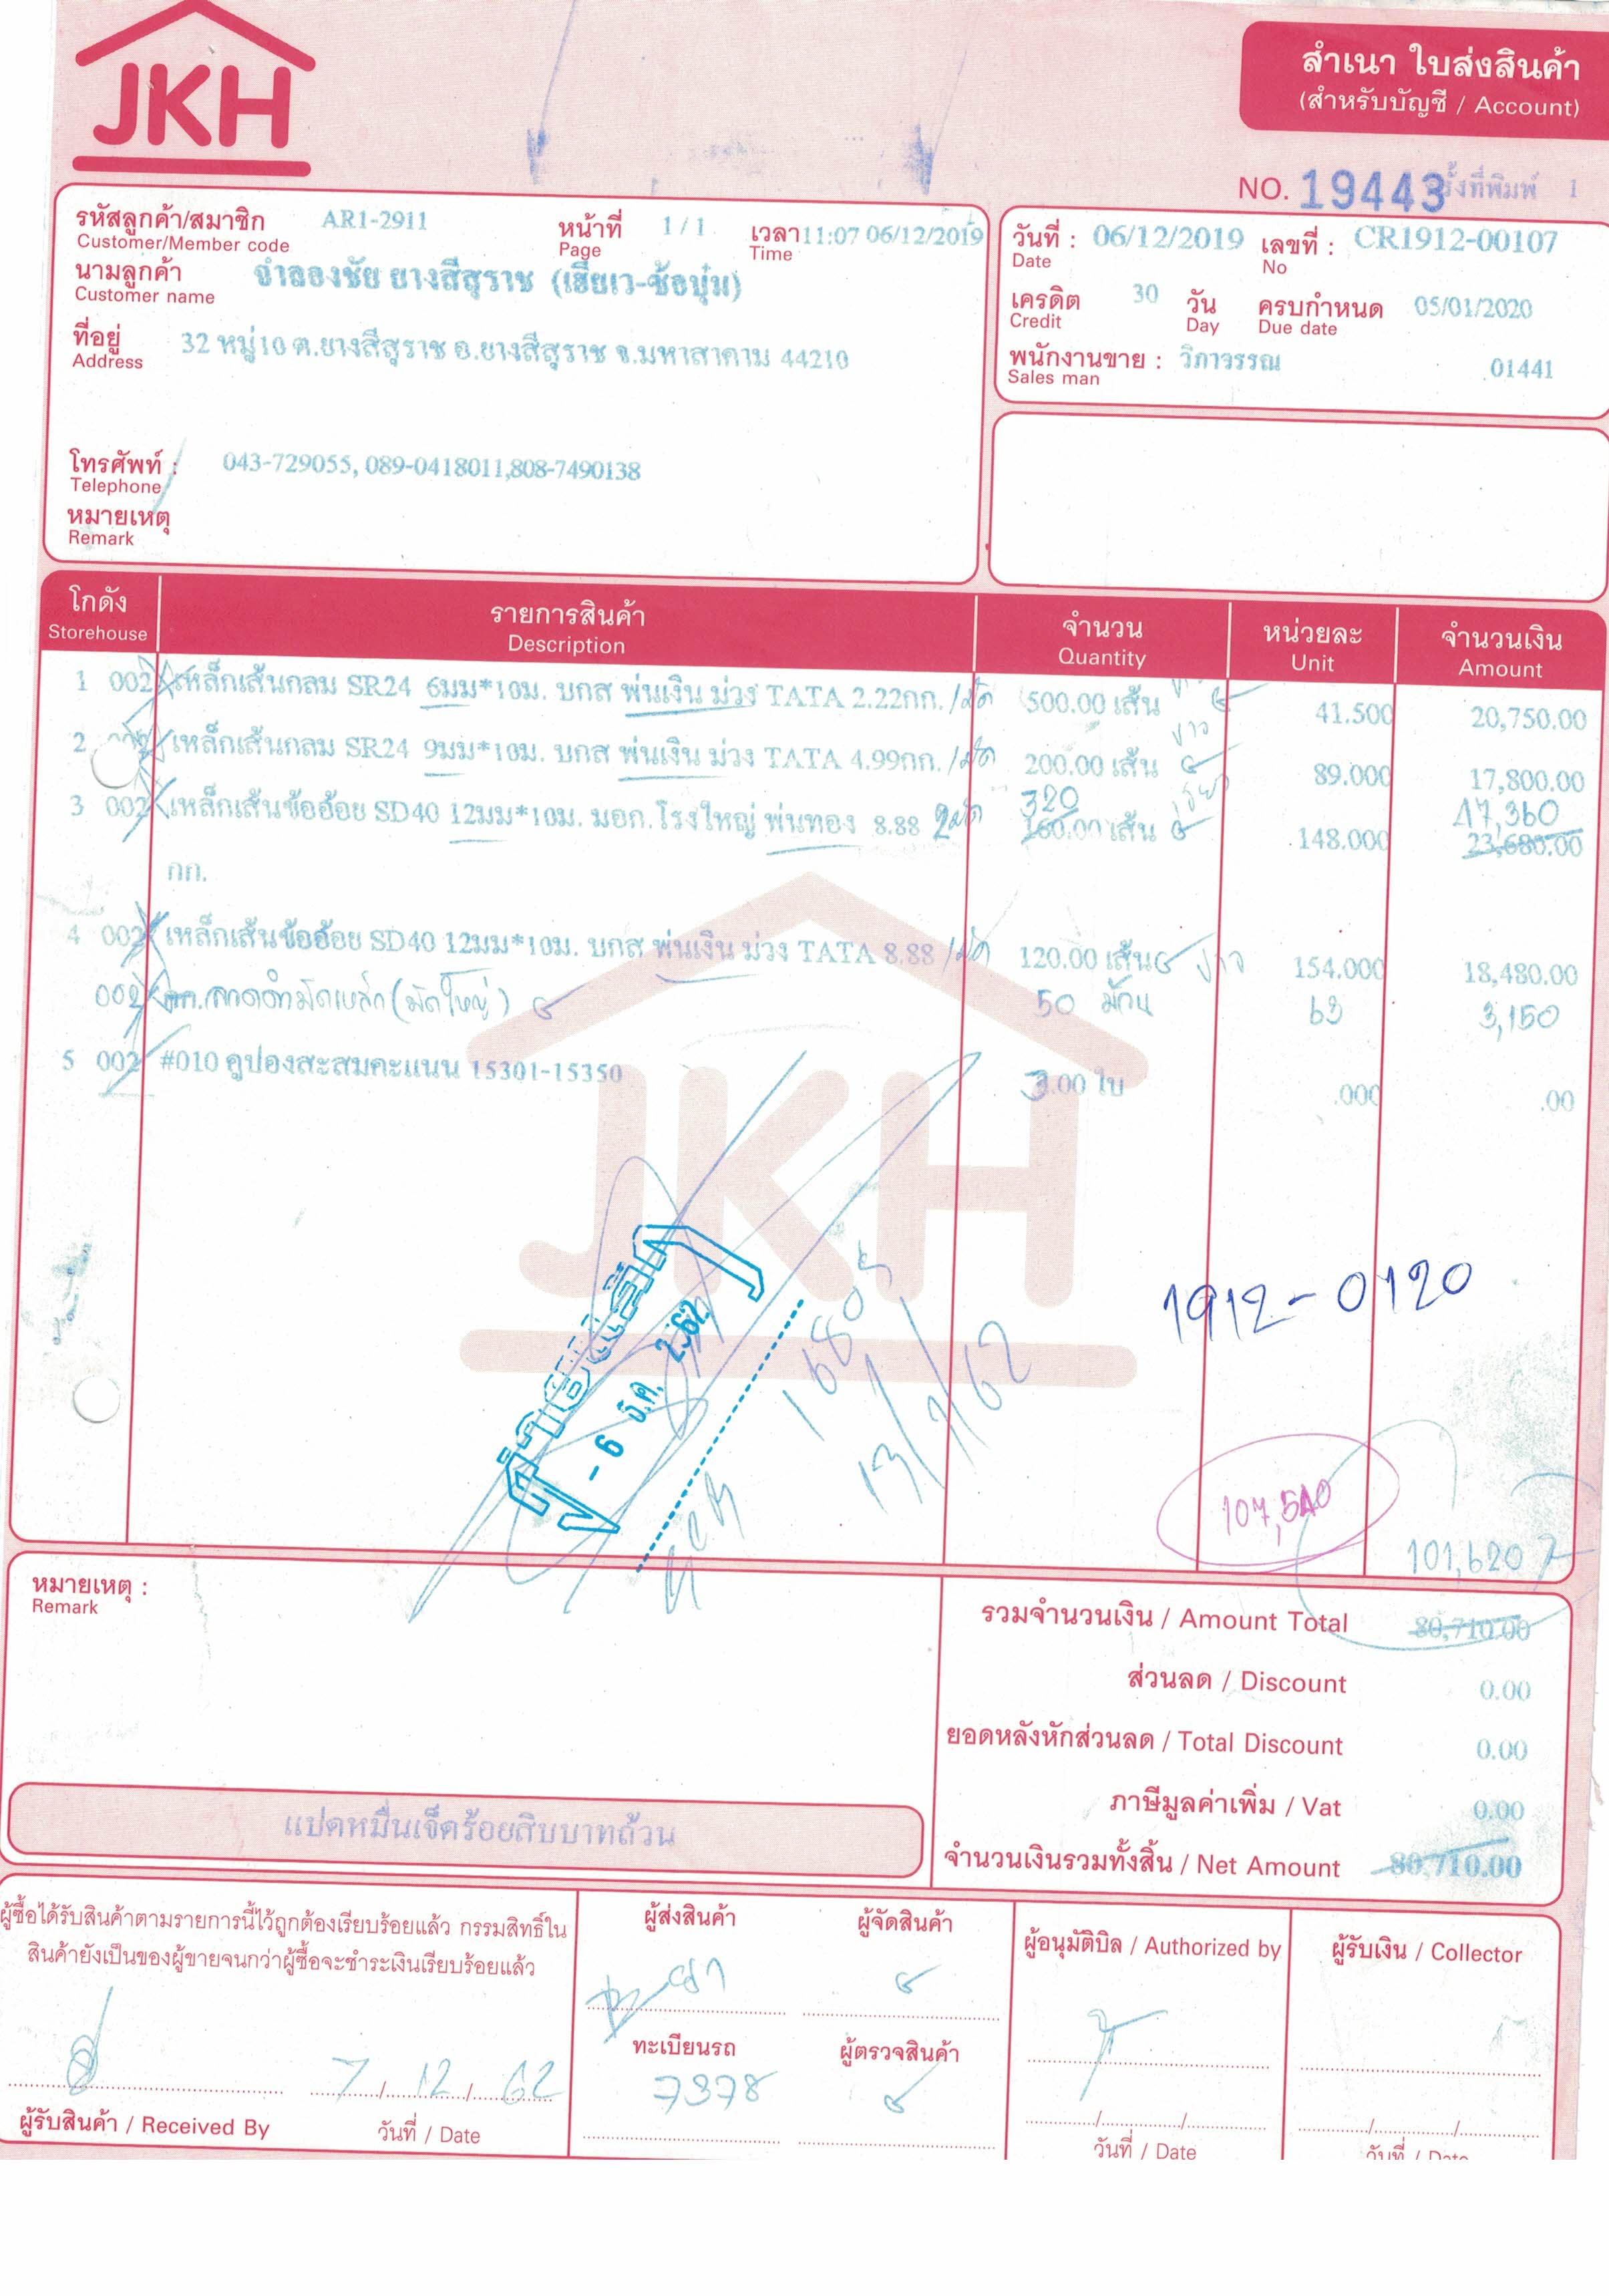 JKH
สำเนา ใบส่งสินค้า
(สำหรับบัญชี / Account)
NO. 19443 ครั้งที่พิมพ์ 1
รหัสลูกค้า/สมาชิก AR1-2911 หน้าที่ 1 / 1 เวลา 11:07 06/12/2019
Customer/Member code Page Time
นามลูกค้า จำลองชัย ยางสีสุราช (เฮียเว-ซ้อบุ๋ม)
Customer name
ที่อยู่ 32 หมู่10 ต.ยางสีสุราช อ.ยางสีสุราช จ.มหาสาคาม 44210
Address
โทรศัพท์ : 043-729055, 089-0418011,808-7490138
Telephone
หมายเหตุ
Remark
วันที่ : 06/12/2019 เลขที่ : CR1912-00107
Date No
เครดิต 30 วัน ครบกำหนด 05/01/2020
Credit Day Due date
พนักงานขาย : วิภาวรรณ 01441
Sales man
โกดัง รายการสินค้า จำนวน หน่วยละ จำนวนเงิน
Storehouse Description Quantity Unit Amount
1 002 เหล็กเส้นกลม SR24 6มม*10ม. บกส พ่นเงิน ม่วง TATA 2.22กก. /มัด 500.00 เส้น 41.500 20,750.00
2 002 เหล็กเส้นกลม SR24 9มม*10ม. บกส พ่นเงิน ม่วง TATA 4.99กก. /มัด 200.00 เส้น ขาว 89.000 17,800.00
320 47,360
3 002 เหล็กเส้นข้ออ้อย SD40 12มม*10ม. มอก.โรงใหญ่ พ่นทอง 8.88 2มัด 160.00 เส้น 148.000 23,680.00
กก.
4 002 เหล็กเส้นข้ออ้อย SD40 12มม*10ม. บกส พ่นเงิน ม่วง TATA 8.88 /มัด 120.00 เส้น ขาว 154.000 18,480.00
002 ลวดดำมัดเหล็ก (มัดใหญ่) 50 ม้วน 63 3,150
5 002 #010 คูปองสะสมคะแนน 15301-15350 3.00 ใบ .000 .00
1912-0120
- 6 ธ.ค. 2562
107,540
101,620
หมายเหตุ :
Remark
รวมจำนวนเงิน / Amount Total 80,710.00
ส่วนลด / Discount 0.00
ยอดหลังหักส่วนลด / Total Discount 0.00
ภาษีมูลค่าเพิ่ม / Vat 0.00
แปดหมื่นเจ็ดร้อยสิบบาทถ้วน
จำนวนเงินรวมทั้งสิ้น / Net Amount 80,710.00
ผู้ซื้อได้รับสินค้าตามรายการนี้ไว้ถูกต้องเรียบร้อยแล้ว กรรมสิทธิ์ใน
สินค้ายังเป็นของผู้ขายจนกว่าผู้ซื้อจะชำระเงินเรียบร้อยแล้ว
7/12/62
ผู้รับสินค้า / Received By วันที่ / Date
ผู้ส่งสินค้า ผู้จัดสินค้า
ทะเบียนรถ ผู้ตรวจสินค้า
7378
ผู้อนุมัติบิล / Authorized by
วันที่ / Date
ผู้รับเงิน / Collector
วันที่ / Date